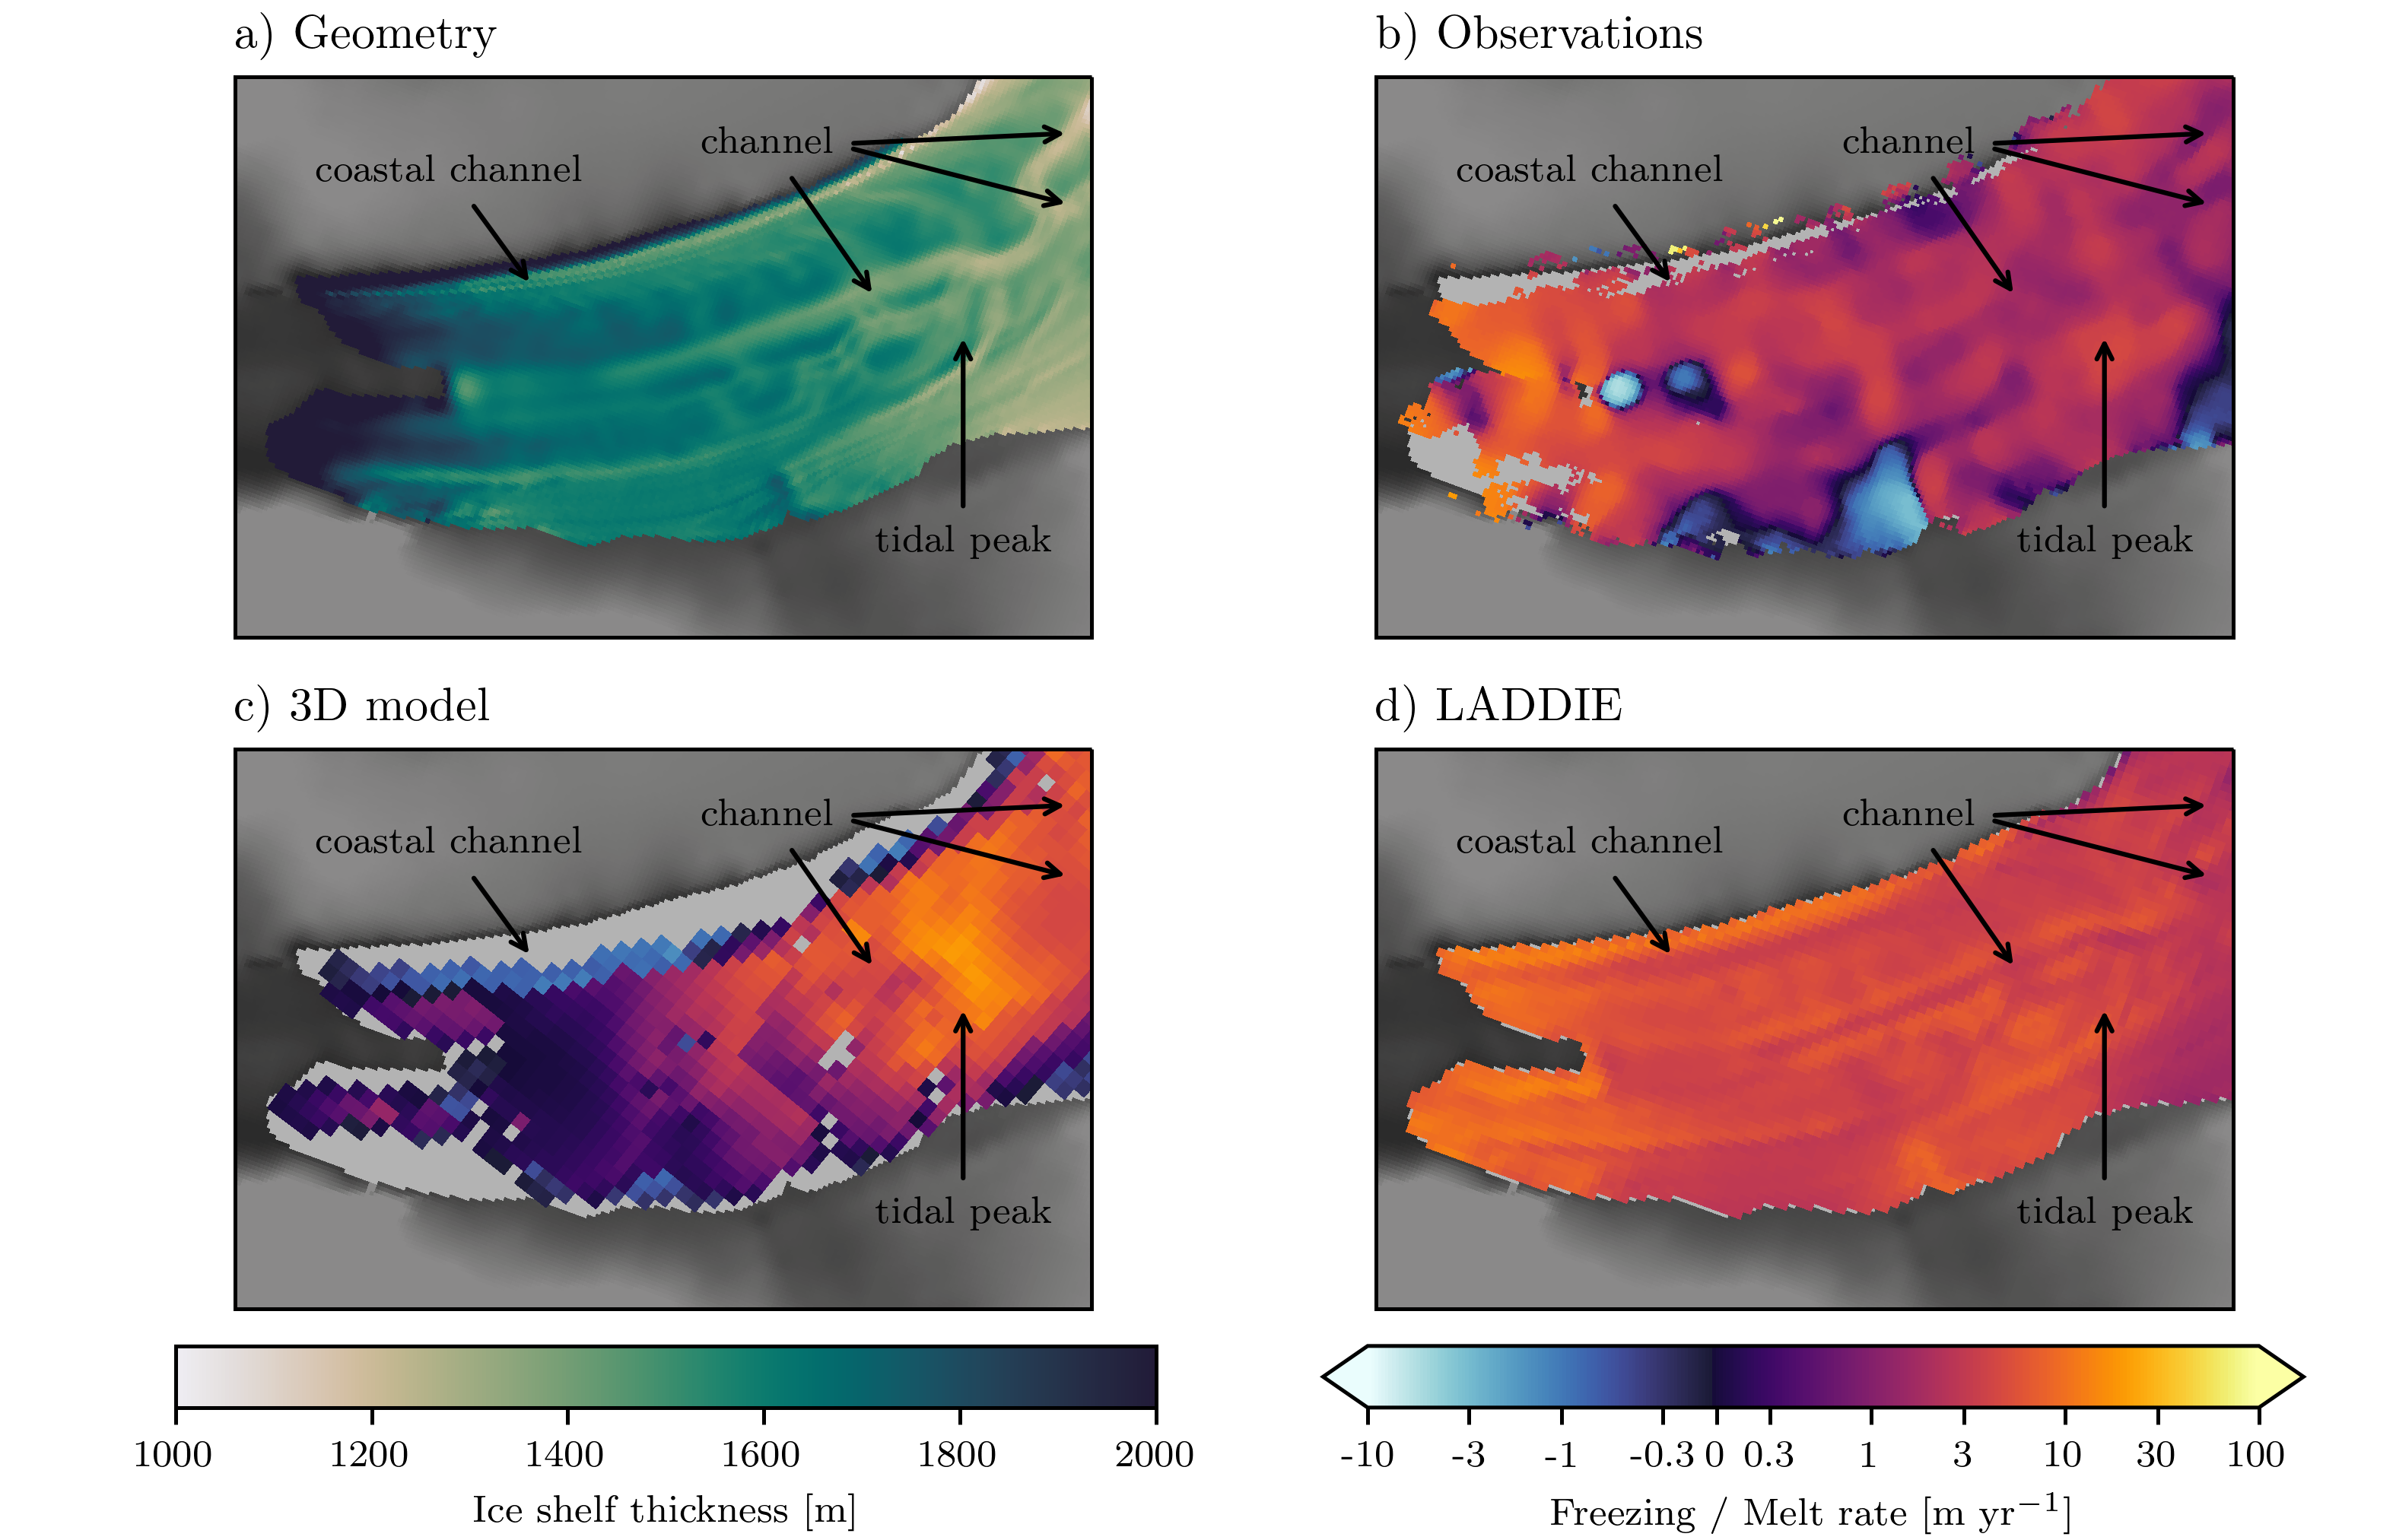 a) Geometry
channel
coastal channel
tidal peak
b) Observations
channel
coastal channel
tidal peak
c) 3D model
channel
coastal channel
tidal peak
d) LADDIE
channel
coastal channel
tidal peak
1000 1200 1400 1600 1800 2000
Ice shelf thickness [m]
-10 -3 -1 -0.3 0 0.3 1 3 10 30 100
Freezing / Melt rate [m yr⁻¹]